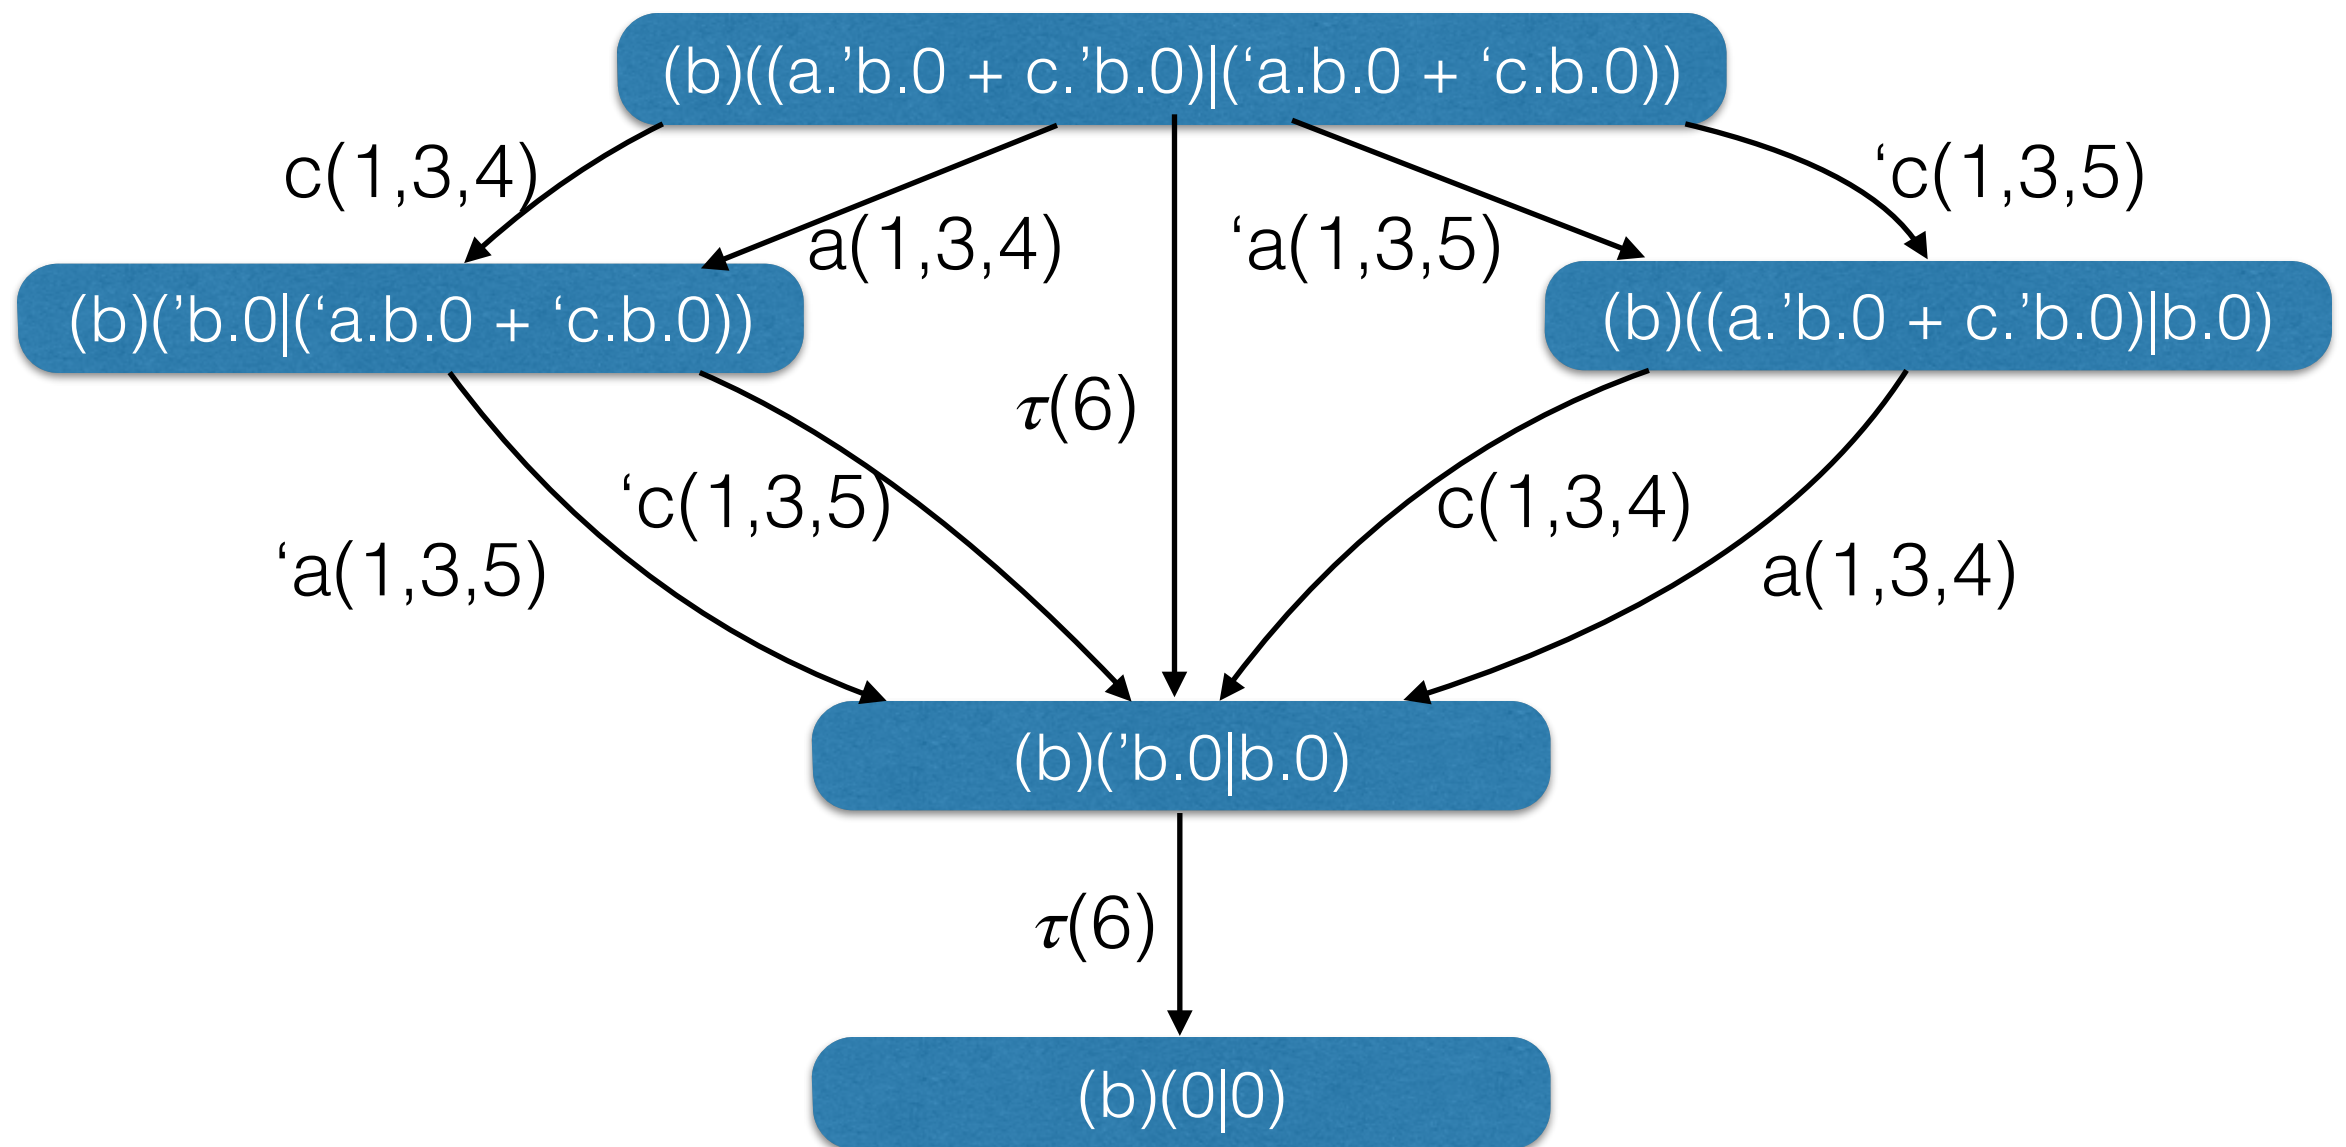 (b)((a.’b.0 + c.’b.0)|(‘a.b.0 + ‘c.b.0))
c(1,3,4)
‘c(1,3,5)
a(1,3,4)
‘a(1,3,5)
(b)(’b.0|(‘a.b.0 + ‘c.b.0))
(b)((a.’b.0 + c.’b.0)|b.0)
τ(6)
‘c(1,3,5)
c(1,3,4)
‘a(1,3,5)
a(1,3,4)
(b)(’b.0|b.0)
τ(6)
(b)(0|0)